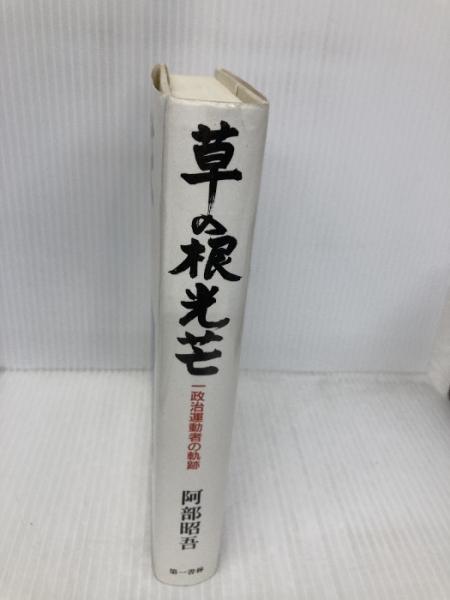 草の根光芒
一政治運動者の軌跡
阿部昭吾
第一書林